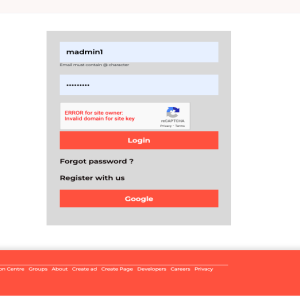 madmin1
Email must contain @ character
•••••••••
ERROR for site owner:
Invalid domain for site key
reCAPTCHA
Privacy - Terms
Login
Forgot password ?
Register with us
Google
on Centre Groups About Create ad Create Page Developers Careers Privacy